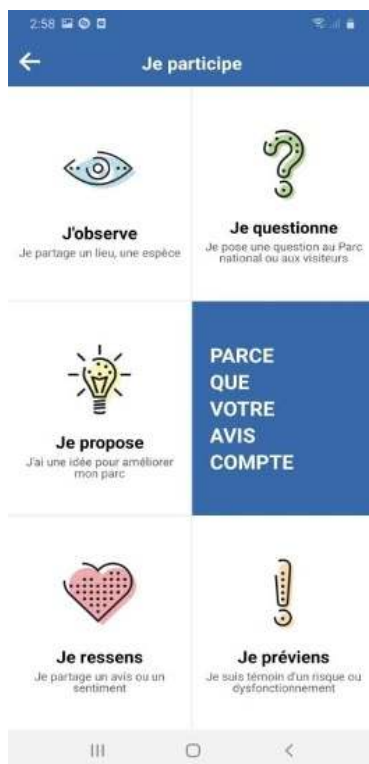 2:58
Je participe
J'observe
Je partage un lieu, une espèce
Je questionne
Je pose une question au Parc
national ou aux visiteurs
Je propose
J'ai une idée pour améliorer
mon parc
PARCE
QUE
VOTRE
AVIS
COMPTE
Je ressens
Je partage un avis ou un
sentiment
Je préviens
Je suis témoin d'un risque ou
dysfonctionnement